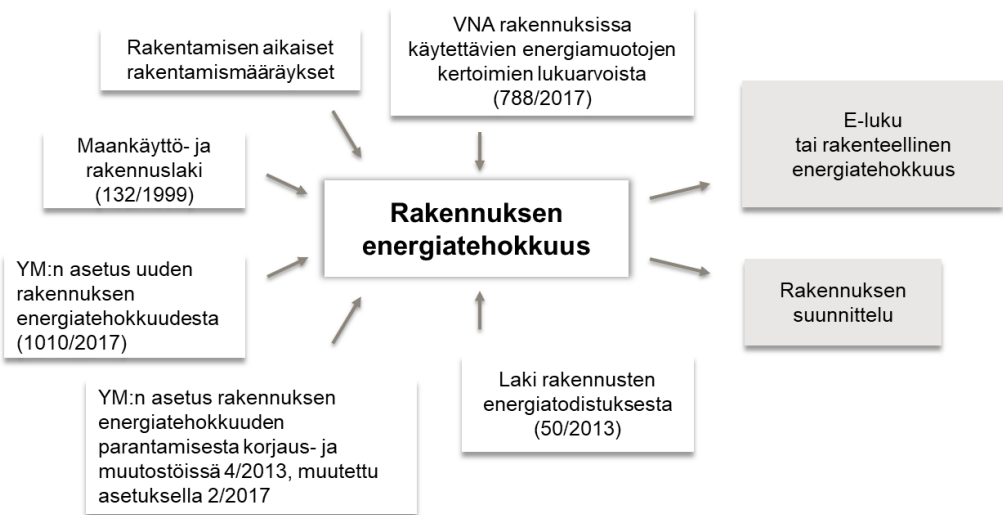 Rakentamisen aikaiset
rakentamismääräykset
VNA rakennuksissa
käytettävien energiamuotojen
kertoimien lukuarvoista
(788/2017)
E-luku
tai rakenteellinen
energiatehokkuus
Maankäyttö- ja
rakennuslaki
(132/1999)
Rakennuksen
energiatehokkuus
YM:n asetus uuden
rakennuksen
energiatehokkuudesta
(1010/2017)
Rakennuksen
suunnittelu
YM:n asetus rakennuksen
energiatehokkuuden
parantamisesta korjaus- ja
muutostöissä 4/2013, muutettu
asetuksella 2/2017
Laki rakennusten
energiatodistuksesta
(50/2013)